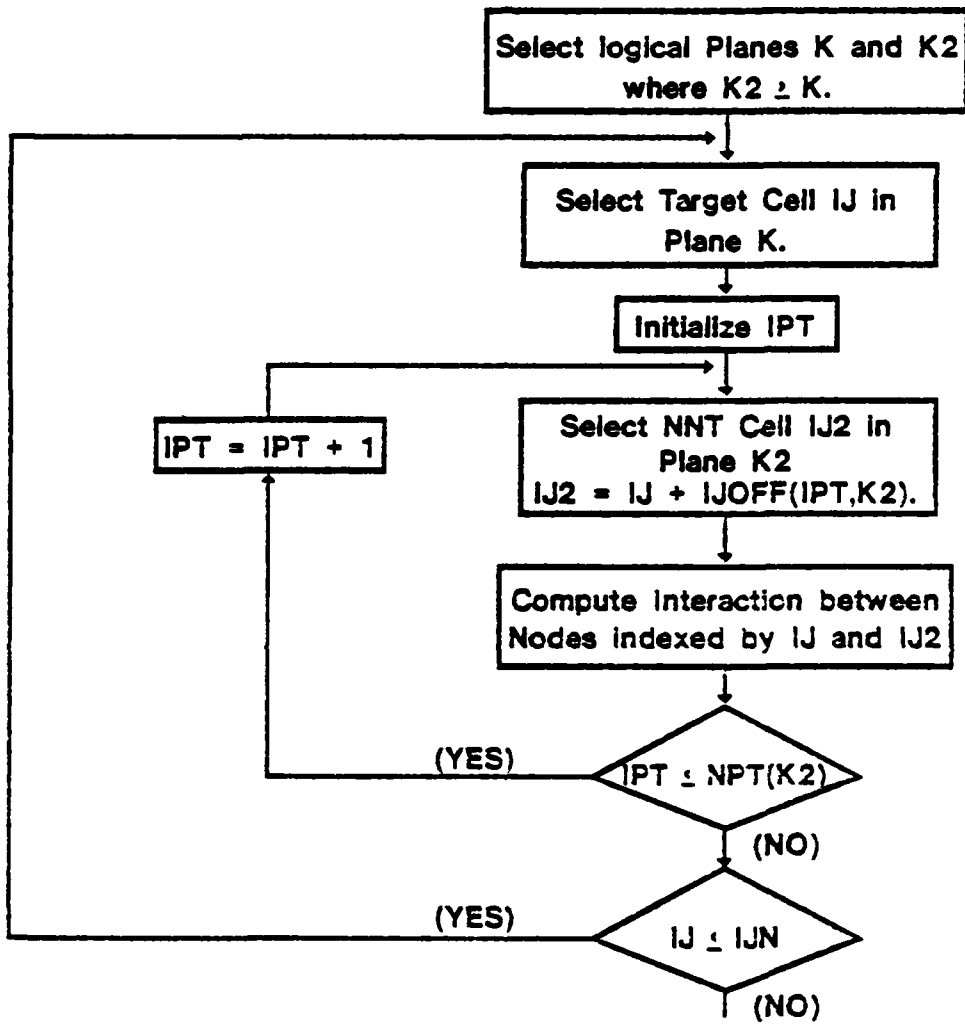 Select logical Planes K and K2
where K2 ≥ K.
Select Target Cell IJ in
Plane K.
Initialize IPT
IPT = IPT + 1
Select NNT Cell IJ2 in
Plane K2
IJ2 = IJ + IJOFF(IPT,K2).
Compute Interaction between
Nodes indexed by IJ and IJ2
(YES)
IPT ≤ NPT(K2)
(NO)
(YES)
IJ ≤ IJN
(NO)